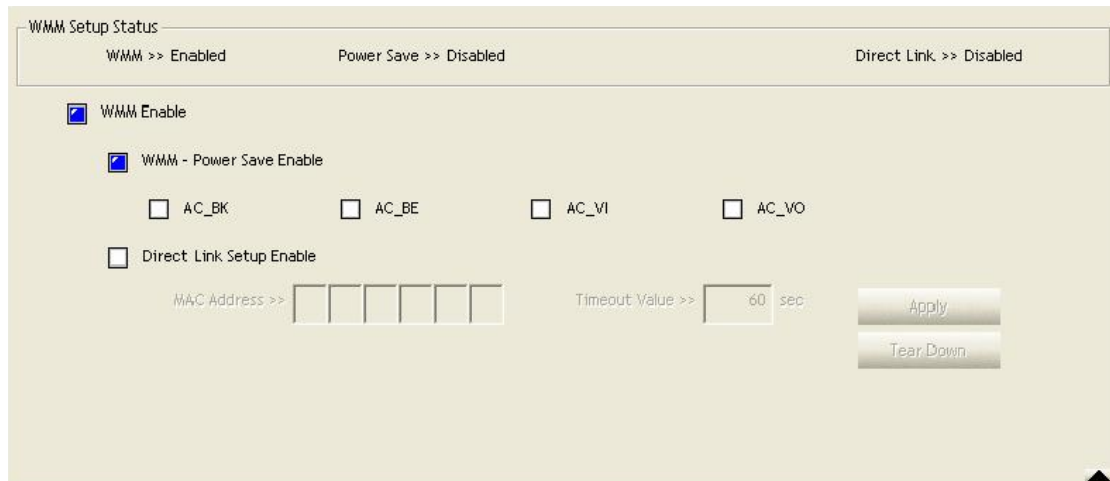 WMM Setup Status
WMM >> Enabled Power Save >> Disabled Direct Link >> Disabled
WMM Enable
WMM - Power Save Enable
AC_BK AC_BE AC_VI AC_VO
Direct Link Setup Enable
MAC Address >> Timeout Value >> 60 sec
Apply
Tear Down